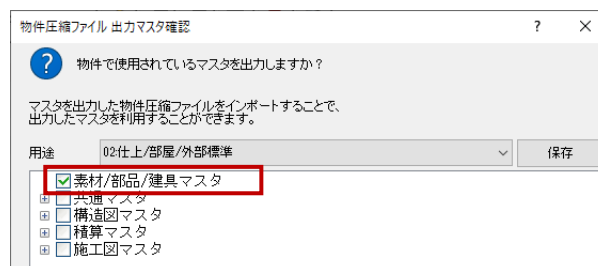 物件圧縮ファイル 出力マスタ確認
物件で使用されているマスタを出力しますか？
マスタを出力した物件圧縮ファイルをインポートすることで、
出力したマスタを利用することができます。
用途 02:仕上/部屋/外部標準 保存
素材/部品/建具マスタ
共通マスタ
構造図マスタ
積算マスタ
施工図マスタ